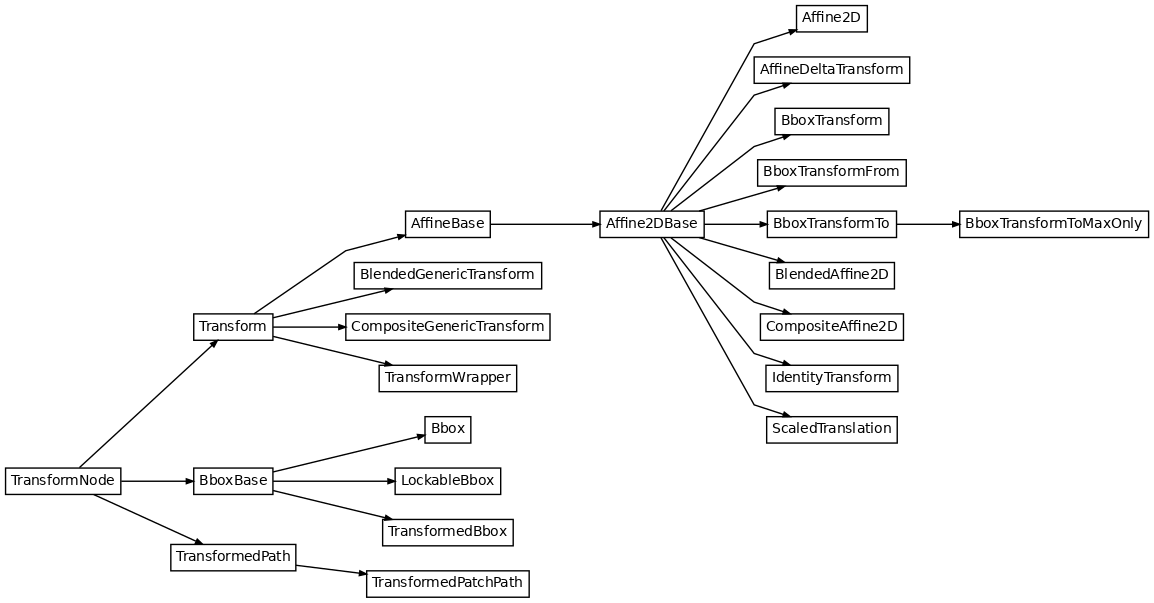 Affine2D
AffineDeltaTransform
BboxTransform
BboxTransformFrom
AffineBase
Affine2DBase
BboxTransformTo
BboxTransformToMaxOnly
BlendedGenericTransform
BlendedAffine2D
Transform
CompositeGenericTransform
CompositeAffine2D
TransformWrapper
IdentityTransform
Bbox
ScaledTranslation
TransformNode
BboxBase
LockableBbox
TransformedBbox
TransformedPath
TransformedPatchPath